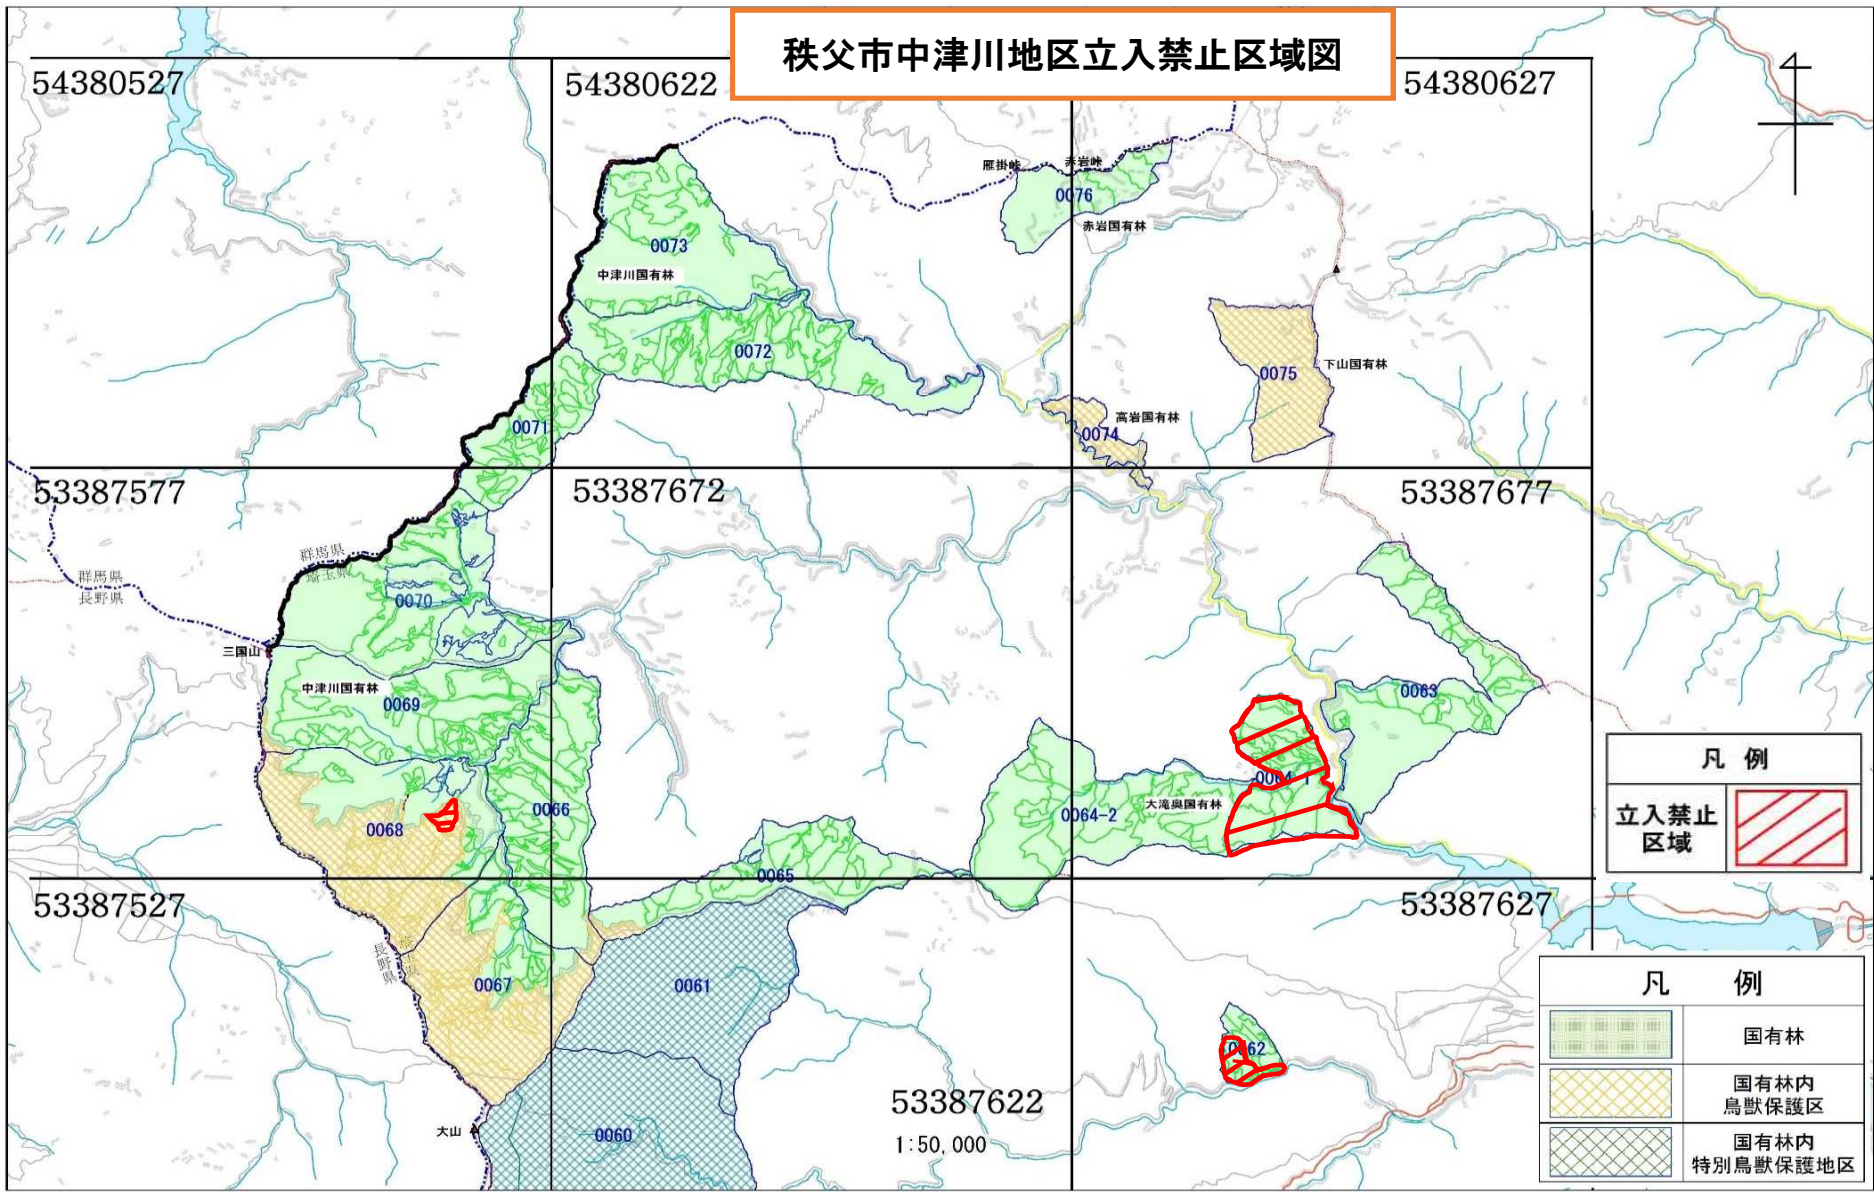 秩父市中津川地区立入禁止区域図
54380527
54380622
54380627
雁掛峠
赤岩峠
0076
赤岩国有林
0073
中津川国有林
0072
0075
下山国有林
高岩国有林
0074
0071
53387577
53387672
53387677
群馬県
埼玉県
群馬県
長野県
0070
三国山
中津川国有林
0069
0063
0064-1
大滝奥国有林
0064-2
0066
0068
0065
凡 例
立入禁止
区域
53387527
53387627
長野県
埼玉県
0067
0061
0062
53387622
1:50,000
大山
0060
凡 例
国有林
国有林内
鳥獣保護区
国有林内
特別鳥獣保護地区